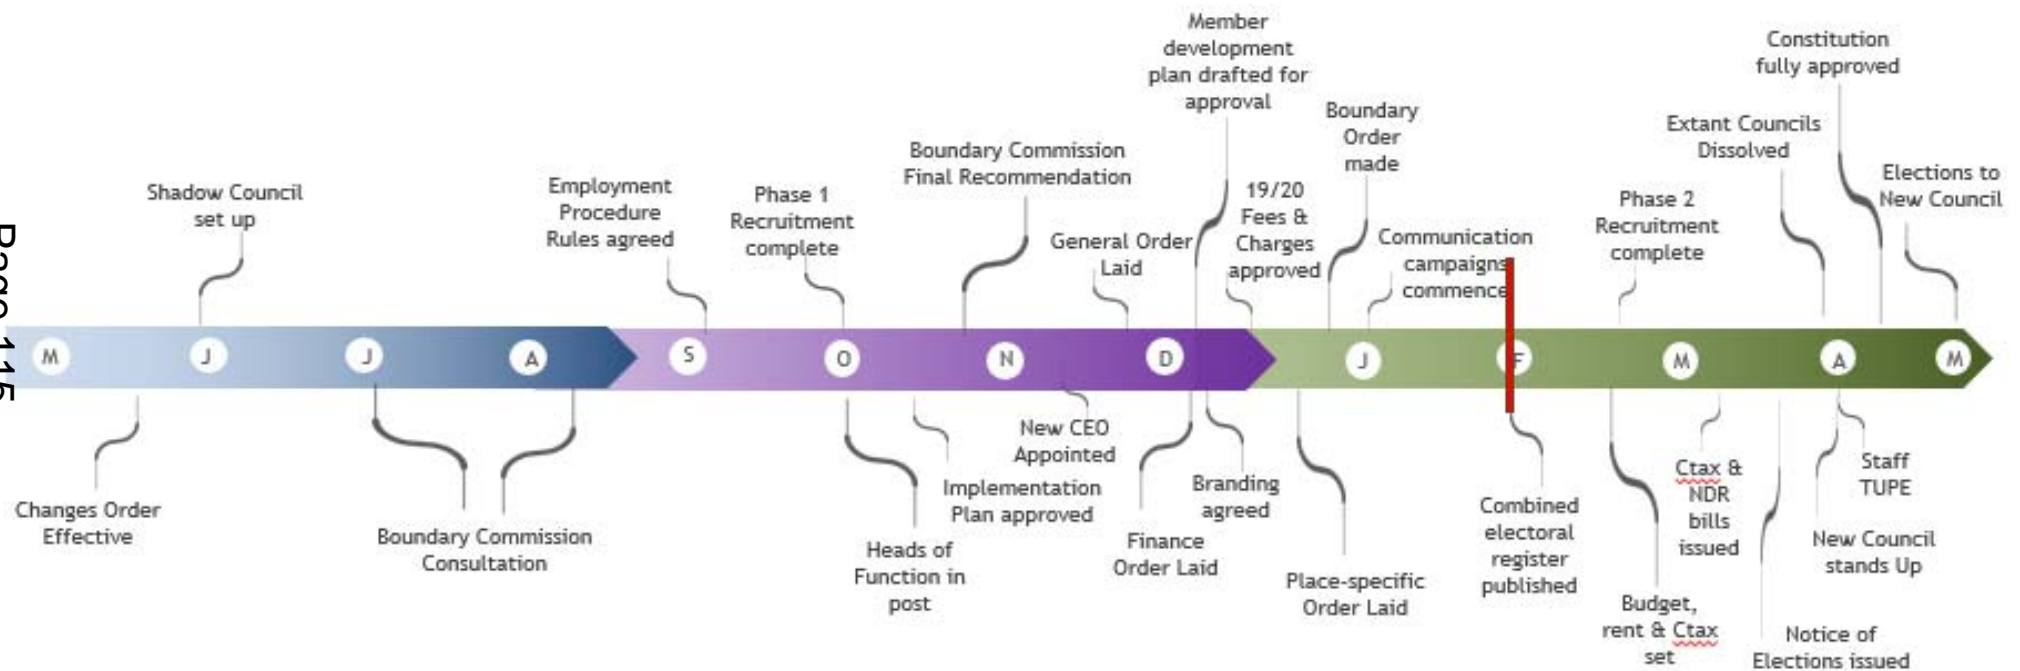 Page 115
Member
development
plan drafted for
approval
Constitution
fully approved
Boundary
Order
made
Extant Councils
Dissolved
Boundary Commission
Final Recommendation
Elections to
New Council
Shadow Council
set up
Employment
Procedure
Rules agreed
Phase 1
Recruitment
complete
19/20
Fees &
Charges
approved
Phase 2
Recruitment
complete
General Order
Laid
Communication
campaigns
commence
M
J
J
A
S
O
N
D
J
F
M
A
M
Changes Order
Effective
Boundary Commission
Consultation
Heads of
Function in
post
Implementation
Plan approved
New CEO
Appointed
Finance
Order Laid
Branding
agreed
Place-specific
Order Laid
Combined
electoral
register
published
Budget,
rent & Ctax
set
Ctax &
NDR
bills
issued
Notice of
Elections issued
New Council
stands Up
Staff
TUPE